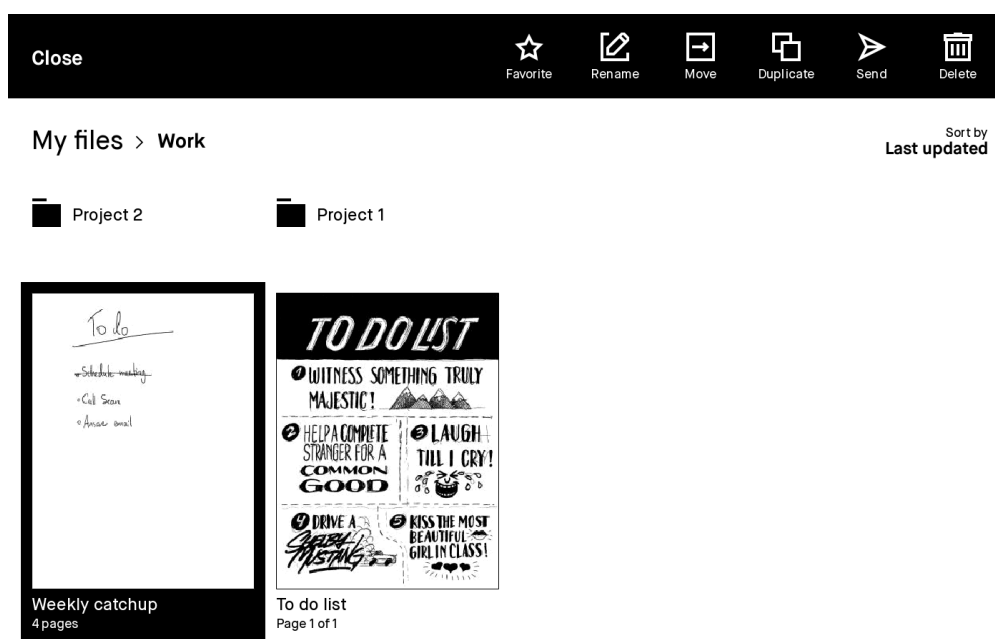 Close
Favorite
Rename
Move
Duplicate
Send
Delete
My files > Work
Sort by
Last updated
Project 2
Project 1
To do
Schedule meeting
Call Sean
email
Weekly catchup
4 pages
TO DO LIST
1 WITNESS SOMETHING TRULY
MAJESTIC!
2 HELP A COMPLETE
STRANGER FOR A
COMMON
GOOD
3 LAUGH
TILL I CRY!
4 DRIVE A
SHELBY
MUSTANG
5 KISS THE MOST
BEAUTIFUL
GIRL IN CLASS!
To do list
Page 1 of 1